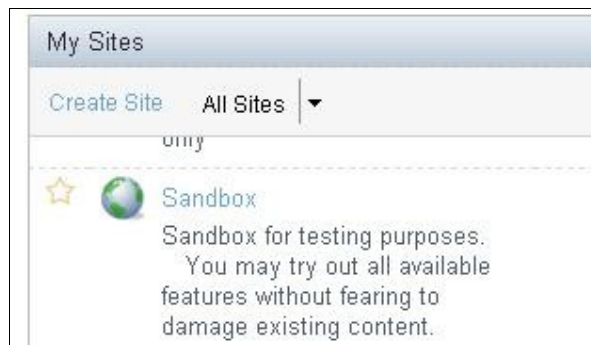 My Sites
Create Site All Sites
only
Sandbox
Sandbox for testing purposes.
You may try out all available
features without fearing to
damage existing content.